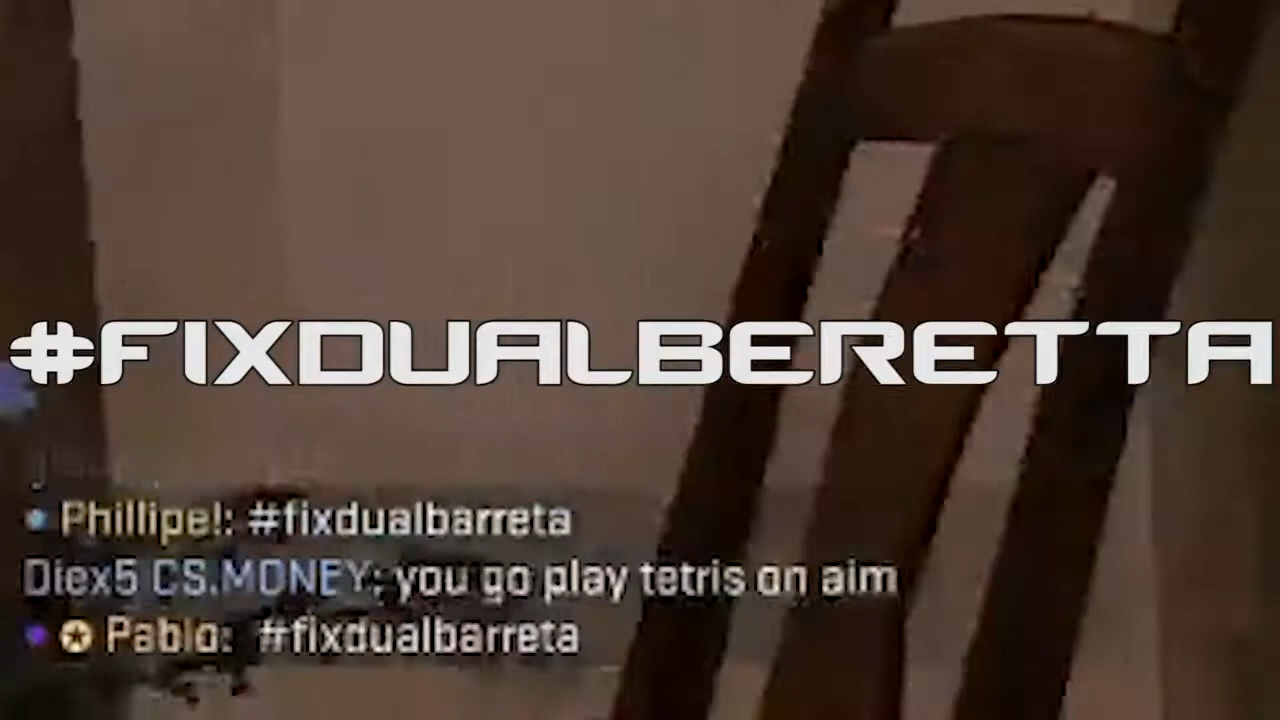 #FIXDUALBERETTA
Phillipe!: #fixdualbarreta
Diex5 CS.MONEY: you go play tetris on aim
Pablo: #fixdualbarreta